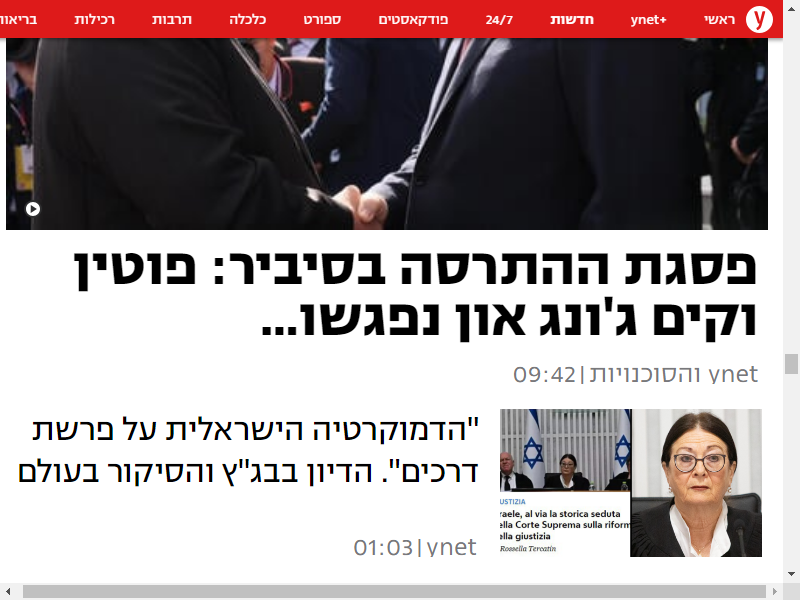 ראשי
ynet+
חדשות
24/7
פודקאסטים
ספורט
כלכלה
תרבות
רכילות
בריאות
פסגת ההתרסה בסיביר: פוטין
וקים ג'ונג און נפגשו...
ynet והסוכנויות | 09:42
"הדמוקרטיה הישראלית על פרשת
דרכים". הדיון בבג"ץ והסיקור בעולם
ynet | 01:03
USTIZIA
raele, al via la storica seduta
ella Corte Suprema sulla riform
ella giustizia
Rossella Tercatin